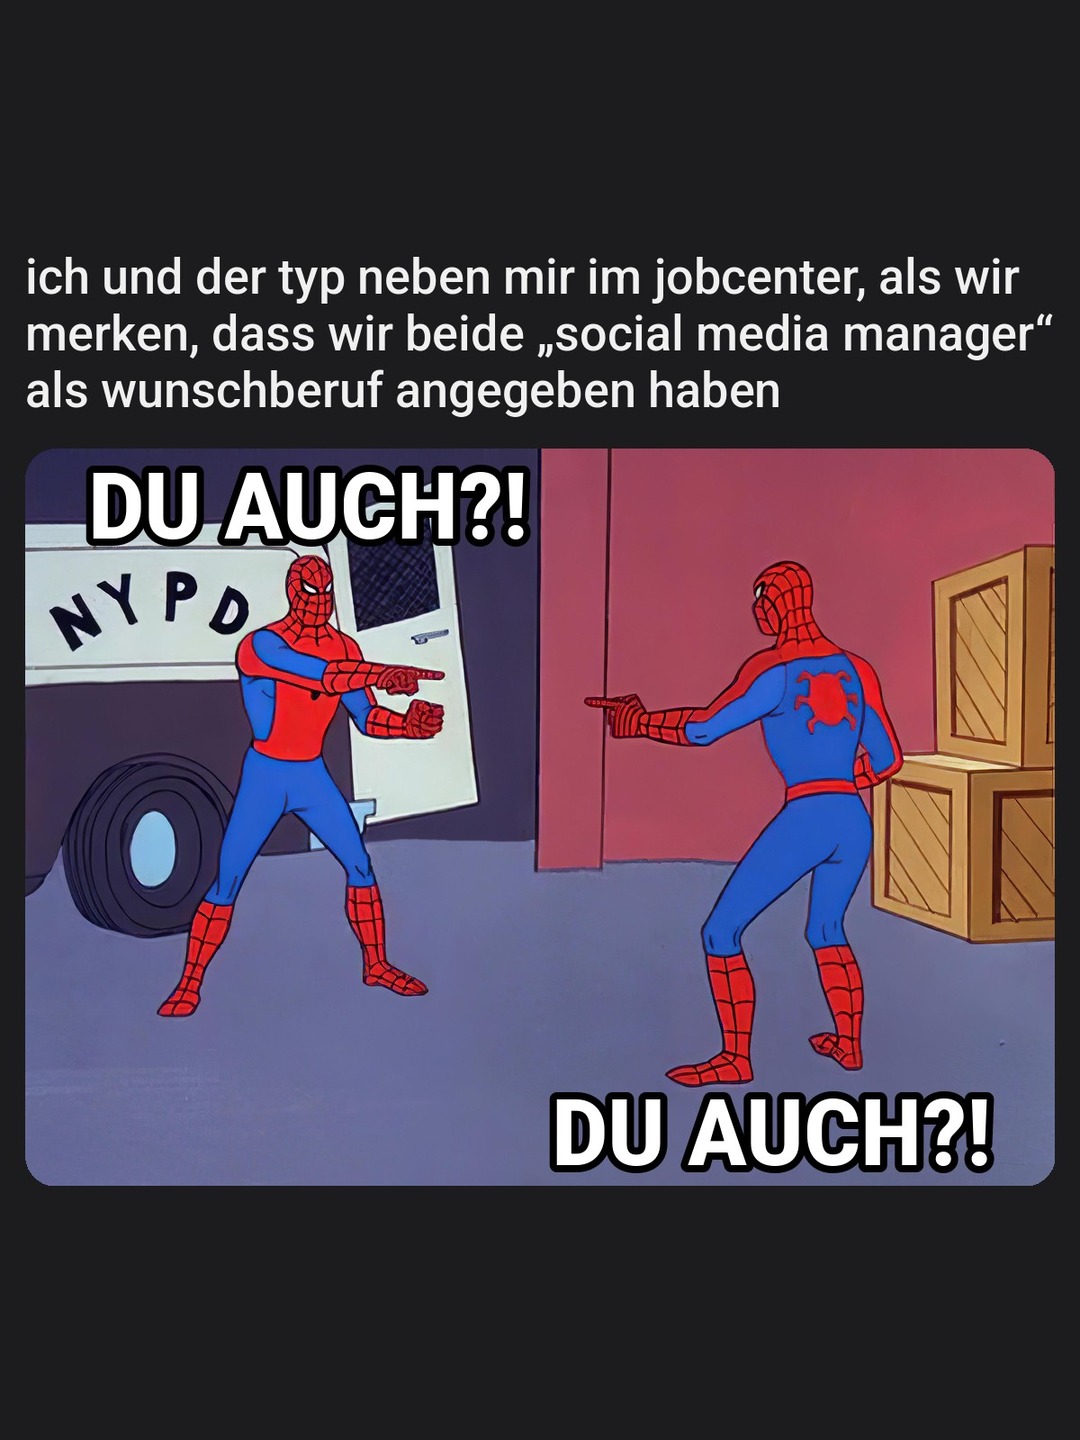 ich und der typ neben mir im jobcenter, als wir
merken, dass wir beide „social media manager“
als wunschberuf angegeben haben
DU AUCH?!
NYPD
DU AUCH?!